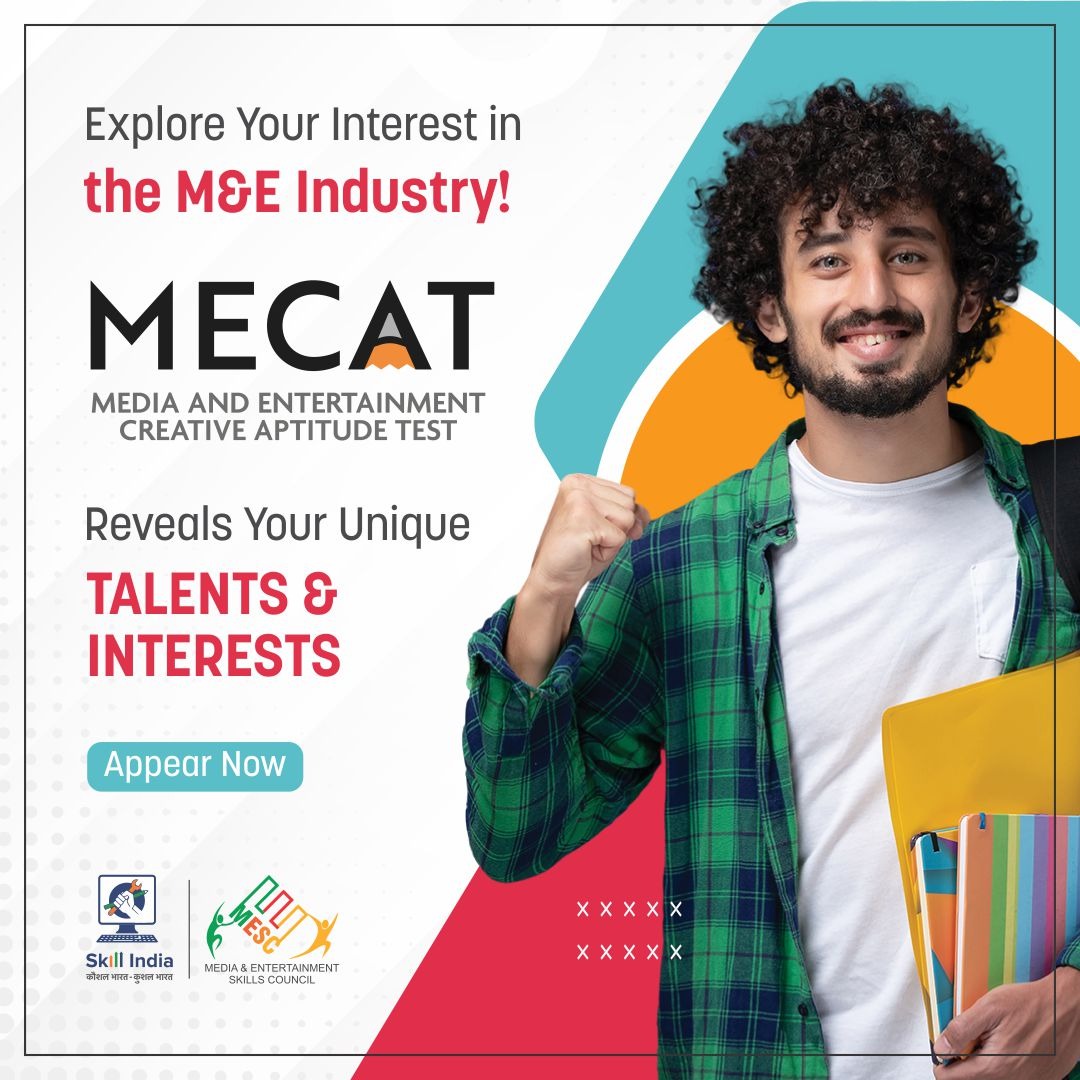 Explore Your Interest in
the M&E Industry!
MECAT
MEDIA AND ENTERTAINMENT
CREATIVE APTITUDE TEST
Reveals Your Unique
TALENTS &
INTERESTS
Appear Now
Skill India
कौशल भारत - कुशल भारत
MESC
MEDIA & ENTERTAINMENT
SKILLS COUNCIL
X X X X X
X X X X X